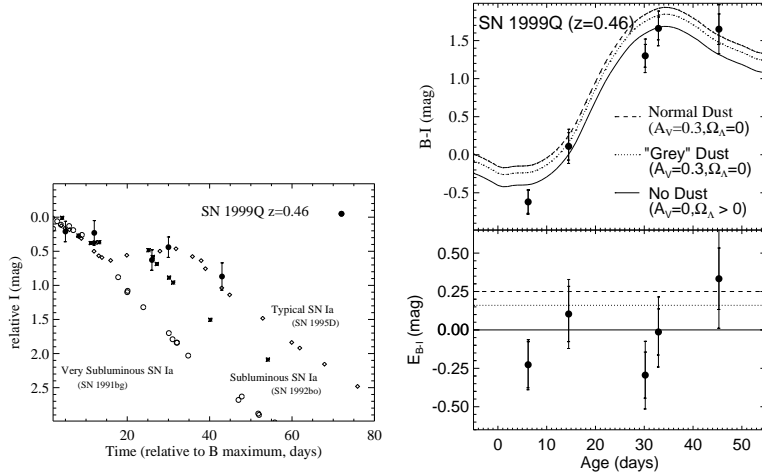 SN 1999Q z=0.46
relative I (mag)
0.0
0.5
1.0
1.5
2.0
2.5
Typical SN Ia
(SN 1995D)
Very Subluminous SN Ia
(SN 1991bg)
Subluminous SN Ia
(SN 1992bo)
20
40
60
80
Time (relative to B maximum, days)
SN 1999Q (z=0.46)
B-I (mag)
1.5
1.0
0.5
0.0
-0.5
Normal Dust
(A_V=0.3,Ω_Λ=0)
"Grey" Dust
(A_V=0.3,Ω_Λ=0)
No Dust
(A_V=0,Ω_Λ > 0)
E_B-I (mag)
0.50
0.25
0.00
-0.25
-0.50
0
10
20
30
40
50
Age (days)